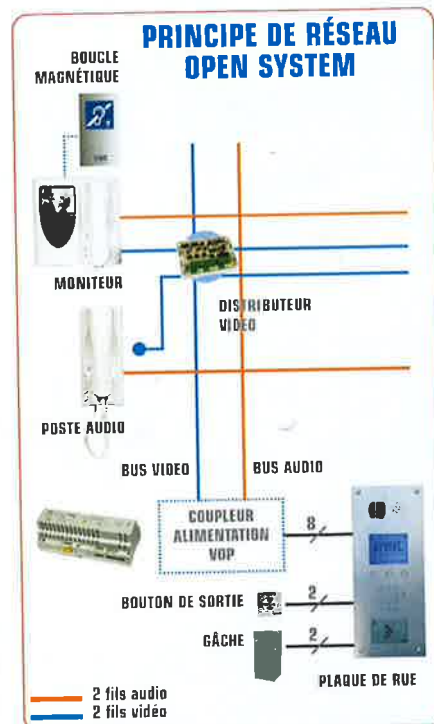 PRINCIPE DE RÉSEAU
OPEN SYSTEM
BOUCLE
MAGNÉTIQUE
MONITEUR
DISTRIBUTEUR
VIDEO
POSTE AUDIO
BUS VIDEO
BUS AUDIO
COUPLEUR
ALIMENTATION
VOP
8
BOUTON DE SORTIE
2
GÂCHE
2
PLAQUE DE RUE
2 fils audio
2 fils vidéo